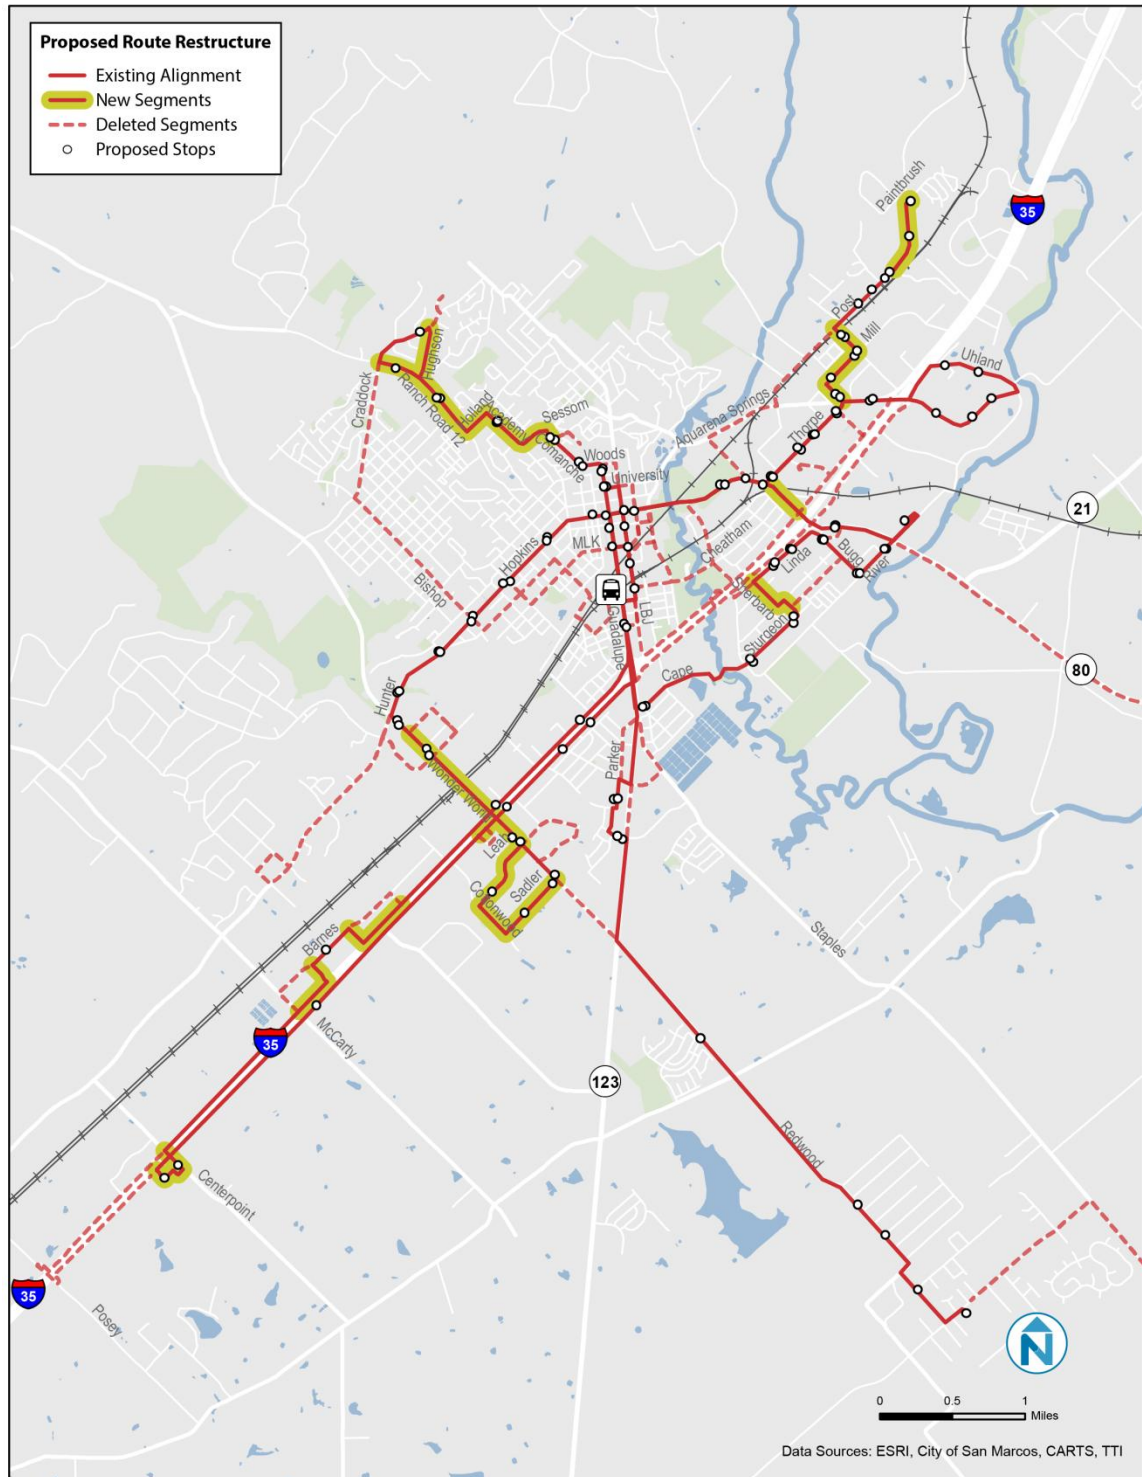 Proposed Route Restructure
Existing Alignment
New Segments
Deleted Segments
Proposed Stops
Paintbrush
35
Post
Mill
Uhland
Hughson
Craddock
Ranch Road 12
Holland
Academy
Sessom
Comanche
Woods
University
Aquarena Springs
Thorpe
21
MLK
Hopkins
Cheatham
Linda
Bugg
River
Bishop
Sherbarb
LBJ
Guadalupe
Sturgeon
Cape
80
Hunter
Parker
Wonder World
Leah
Sadler
Cottonwood
Barnes
Staples
McCarty
35
123
Redwood
Centerpoint
35
Posey
N
0 0.5 1
Miles
Data Sources: ESRI, City of San Marcos, CARTS, TTI